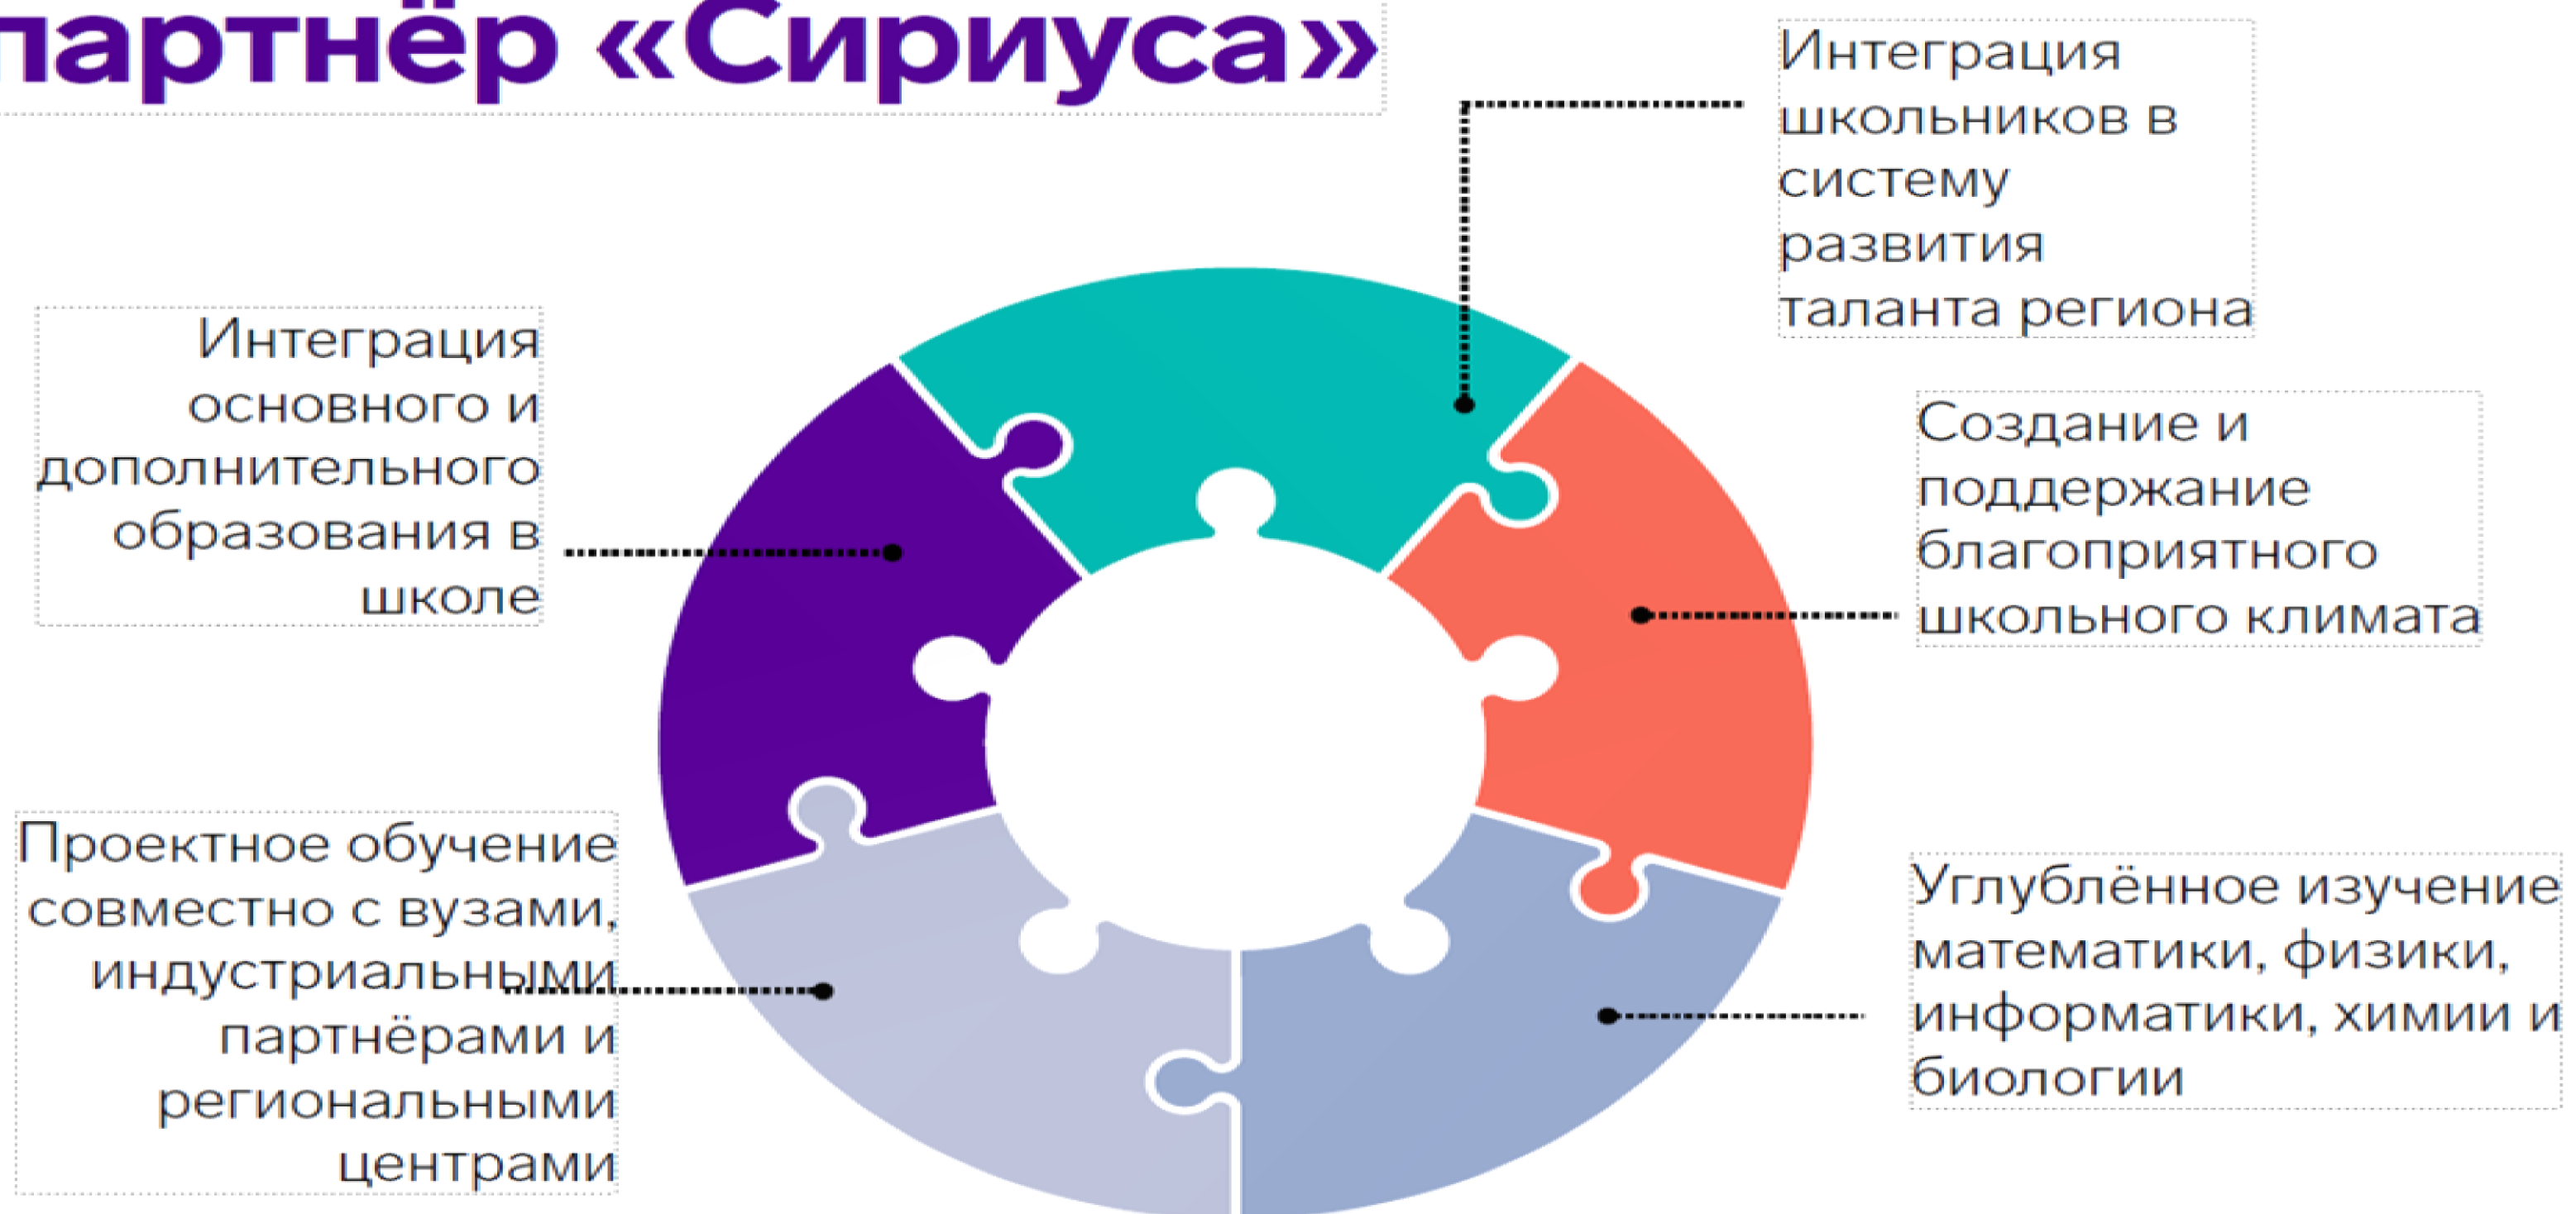 партнёр «Сириуса»
Интеграция
школьников в
систему
развития
таланта региона
Интеграция
основного и
дополнительного
образования в
школе
Создание и
поддержание
благоприятного
школьного климата
Проектное обучение
совместно с вузами,
индустриальными
партнёрами и
региональными
центрами
Углублённое изучение
математики, физики,
информатики, химии и
биологии